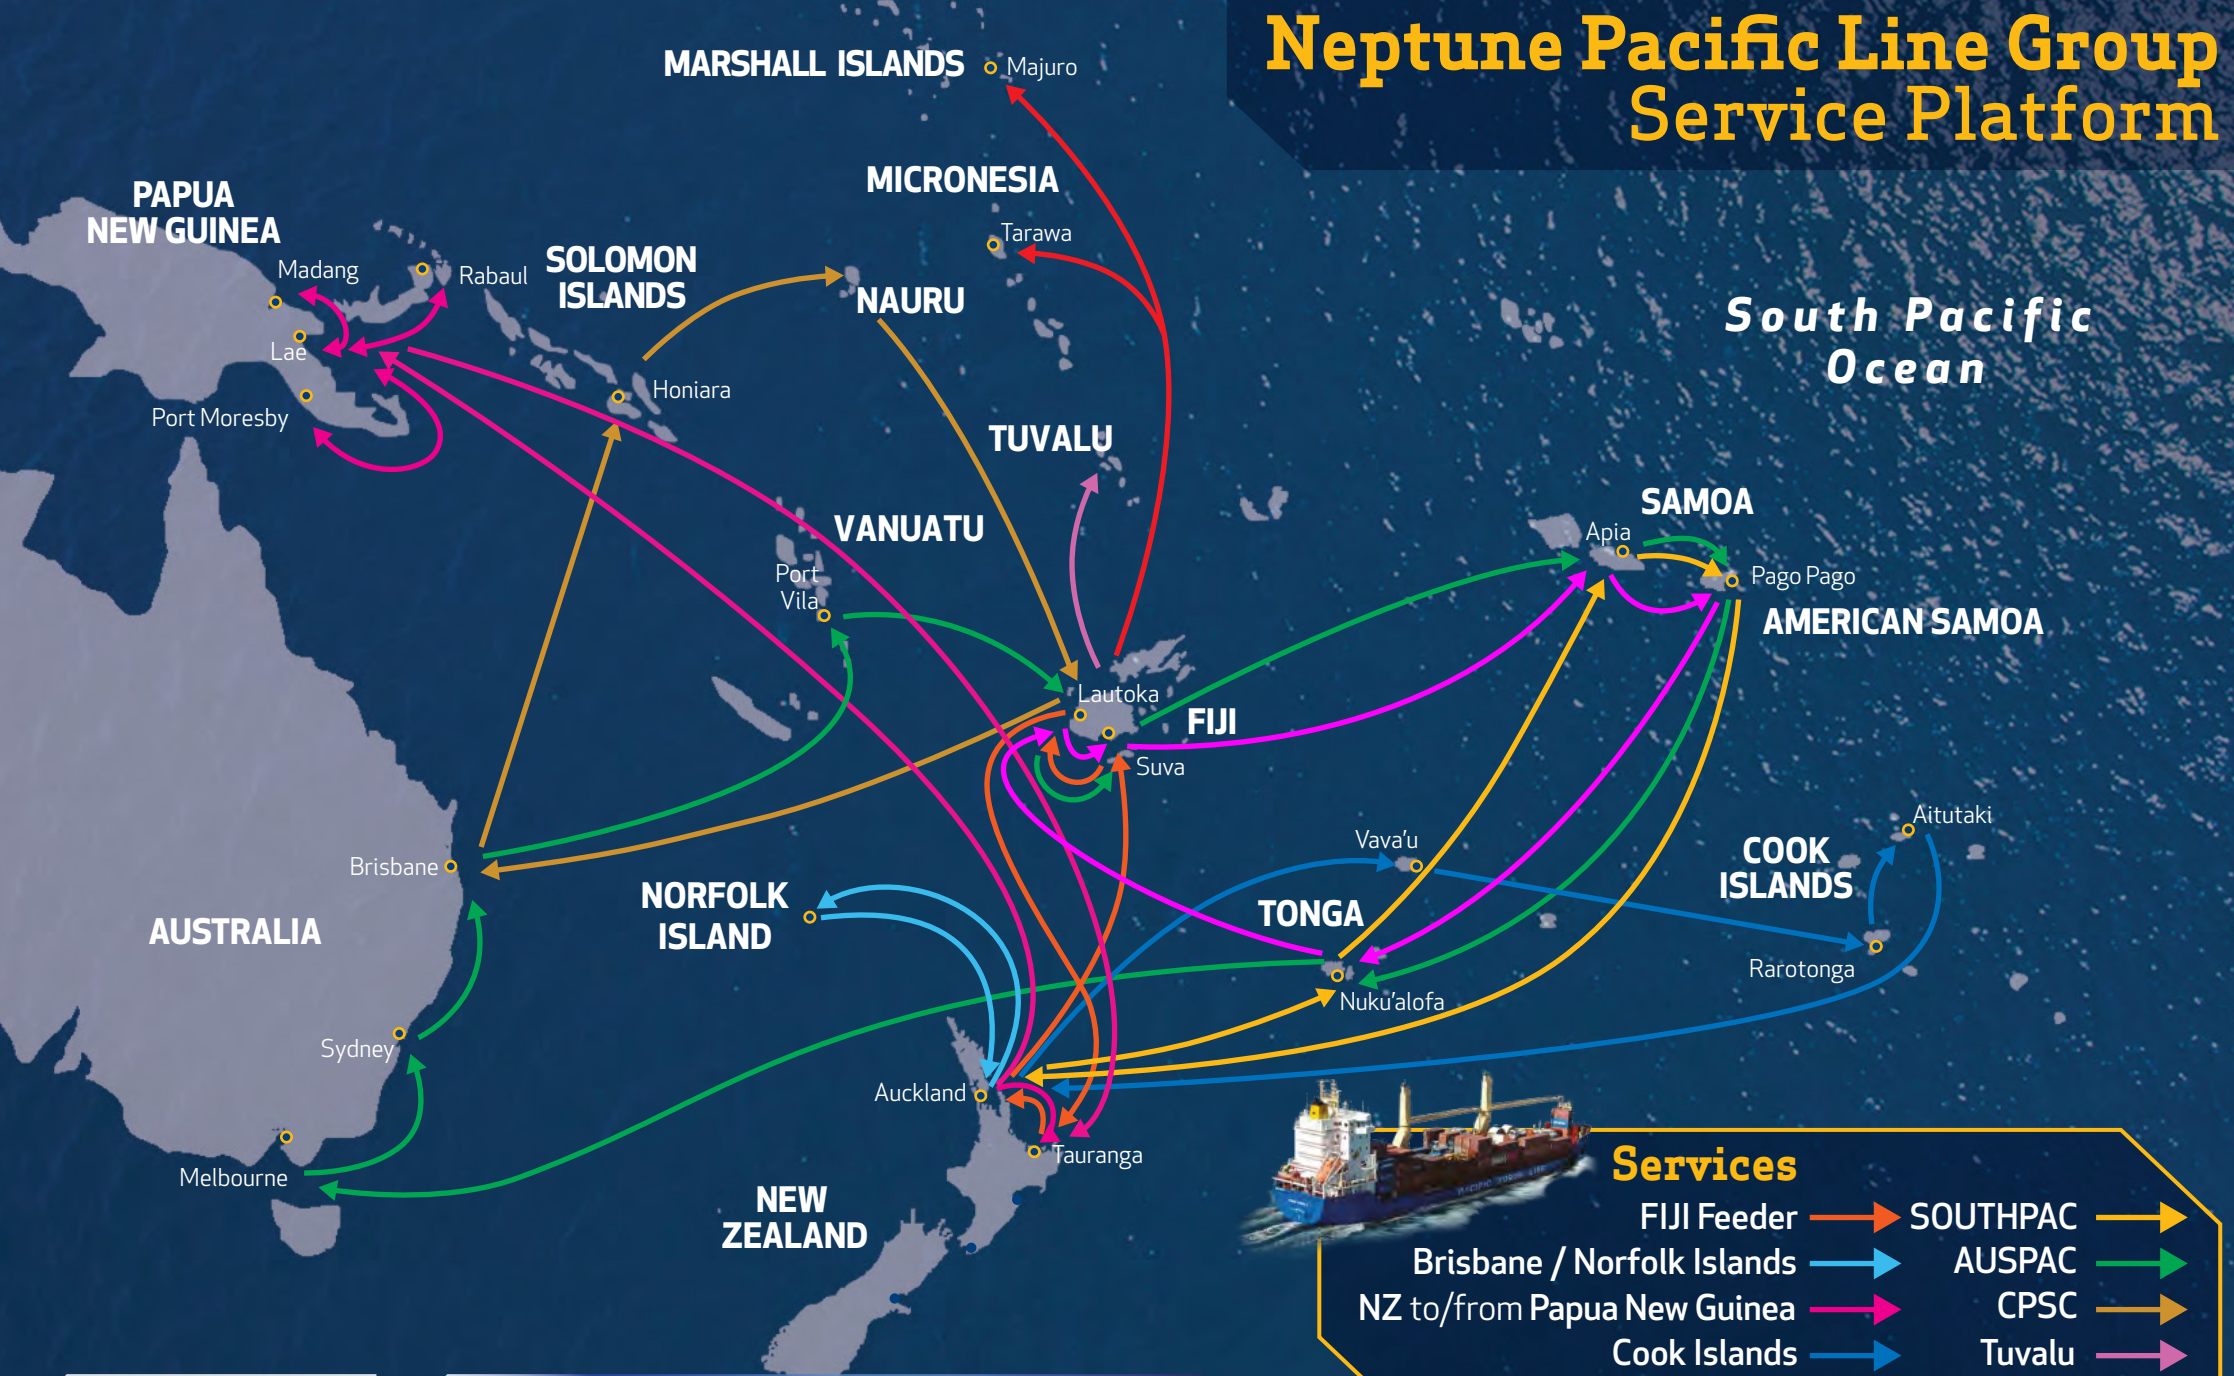 Neptune Pacific Line Group
Service Platform
MARSHALL ISLANDS
Majuro
MICRONESIA
Tarawa
PAPUA
NEW GUINEA
Madang
Rabaul
Lae
Port Moresby
SOLOMON
ISLANDS
Honiara
NAURU
South Pacific
Ocean
TUVALU
VANUATU
Port
Vila
SAMOA
Apia
Pago Pago
AMERICAN SAMOA
Lautoka
FIJI
Suva
Brisbane
AUSTRALIA
NORFOLK
ISLAND
Vava'u
TONGA
Nuku'alofa
Aitutaki
COOK
ISLANDS
Rarotonga
Sydney
Auckland
Melbourne
Tauranga
NEW
ZEALAND
Services
FIJI Feeder
SOUTHPAC
Brisbane / Norfolk Islands
AUSPAC
NZ to/from Papua New Guinea
CPSC
Cook Islands
Tuvalu